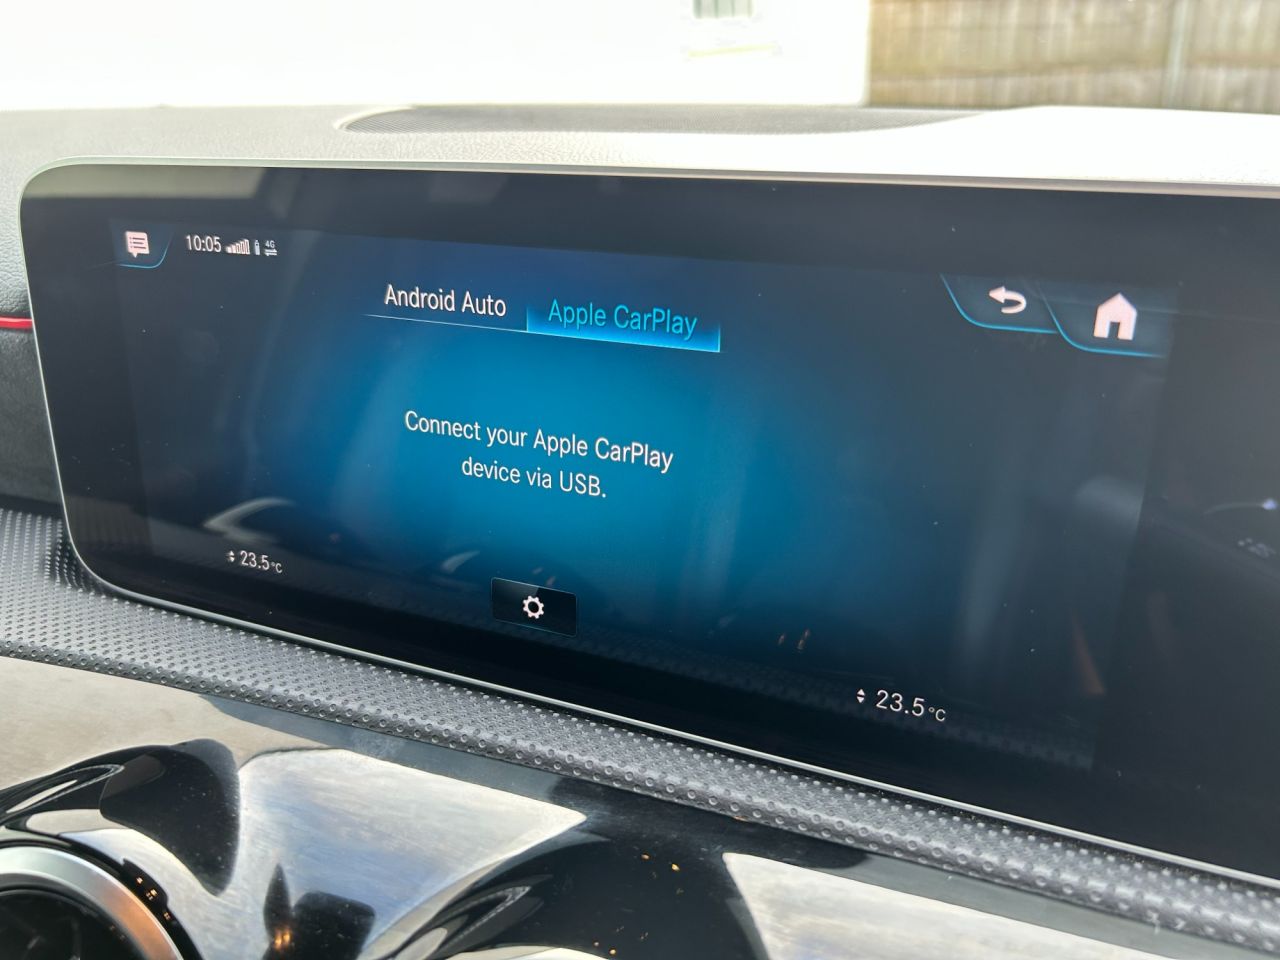 10:05 4G
Android Auto Apple CarPlay
Connect your Apple CarPlay
device via USB.
23.5°C
23.5°C